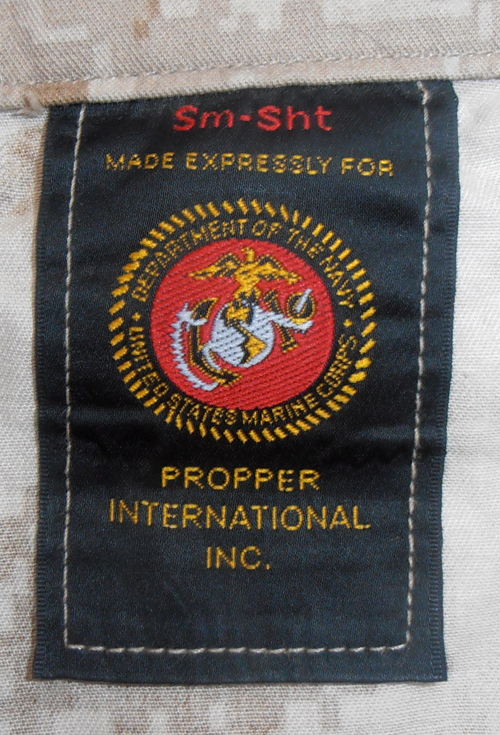 Sm-Sht
MADE EXPRESSLY FOR
DEPARTMENT OF THE NAVY
UNITED STATES MARINE CORPS
PROPPER
INTERNATIONAL
INC.